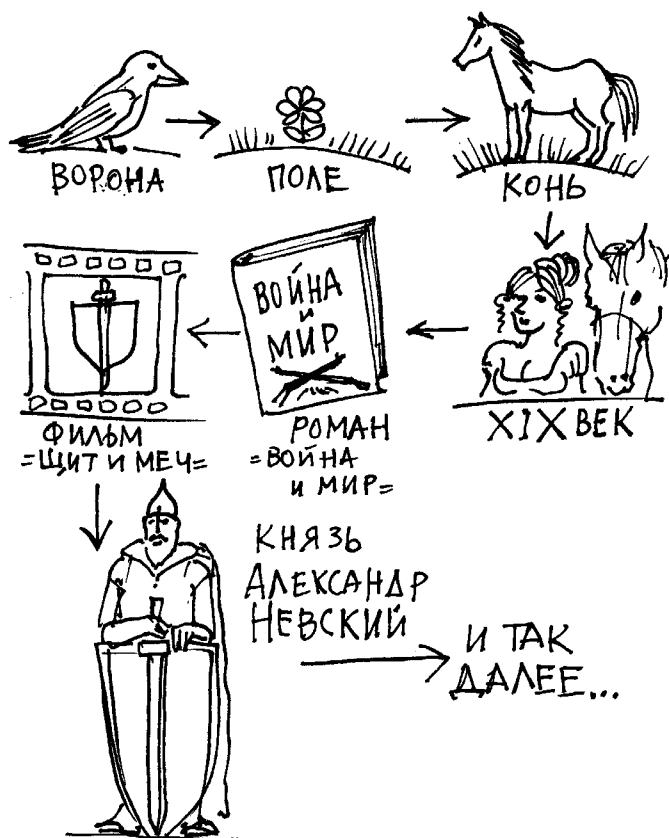 ВОРОНА
ПОЛЕ
КОНЬ
XIX ВЕК
ВОЙНА
И
МИР
РОМАН
=ВОЙНА
И МИР=
ФИЛЬМ
=ЩИТ И МЕЧ=
КНЯЗЬ
АЛЕКСАНДР
НЕВСКИЙ
И ТАК
ДАЛЕЕ...